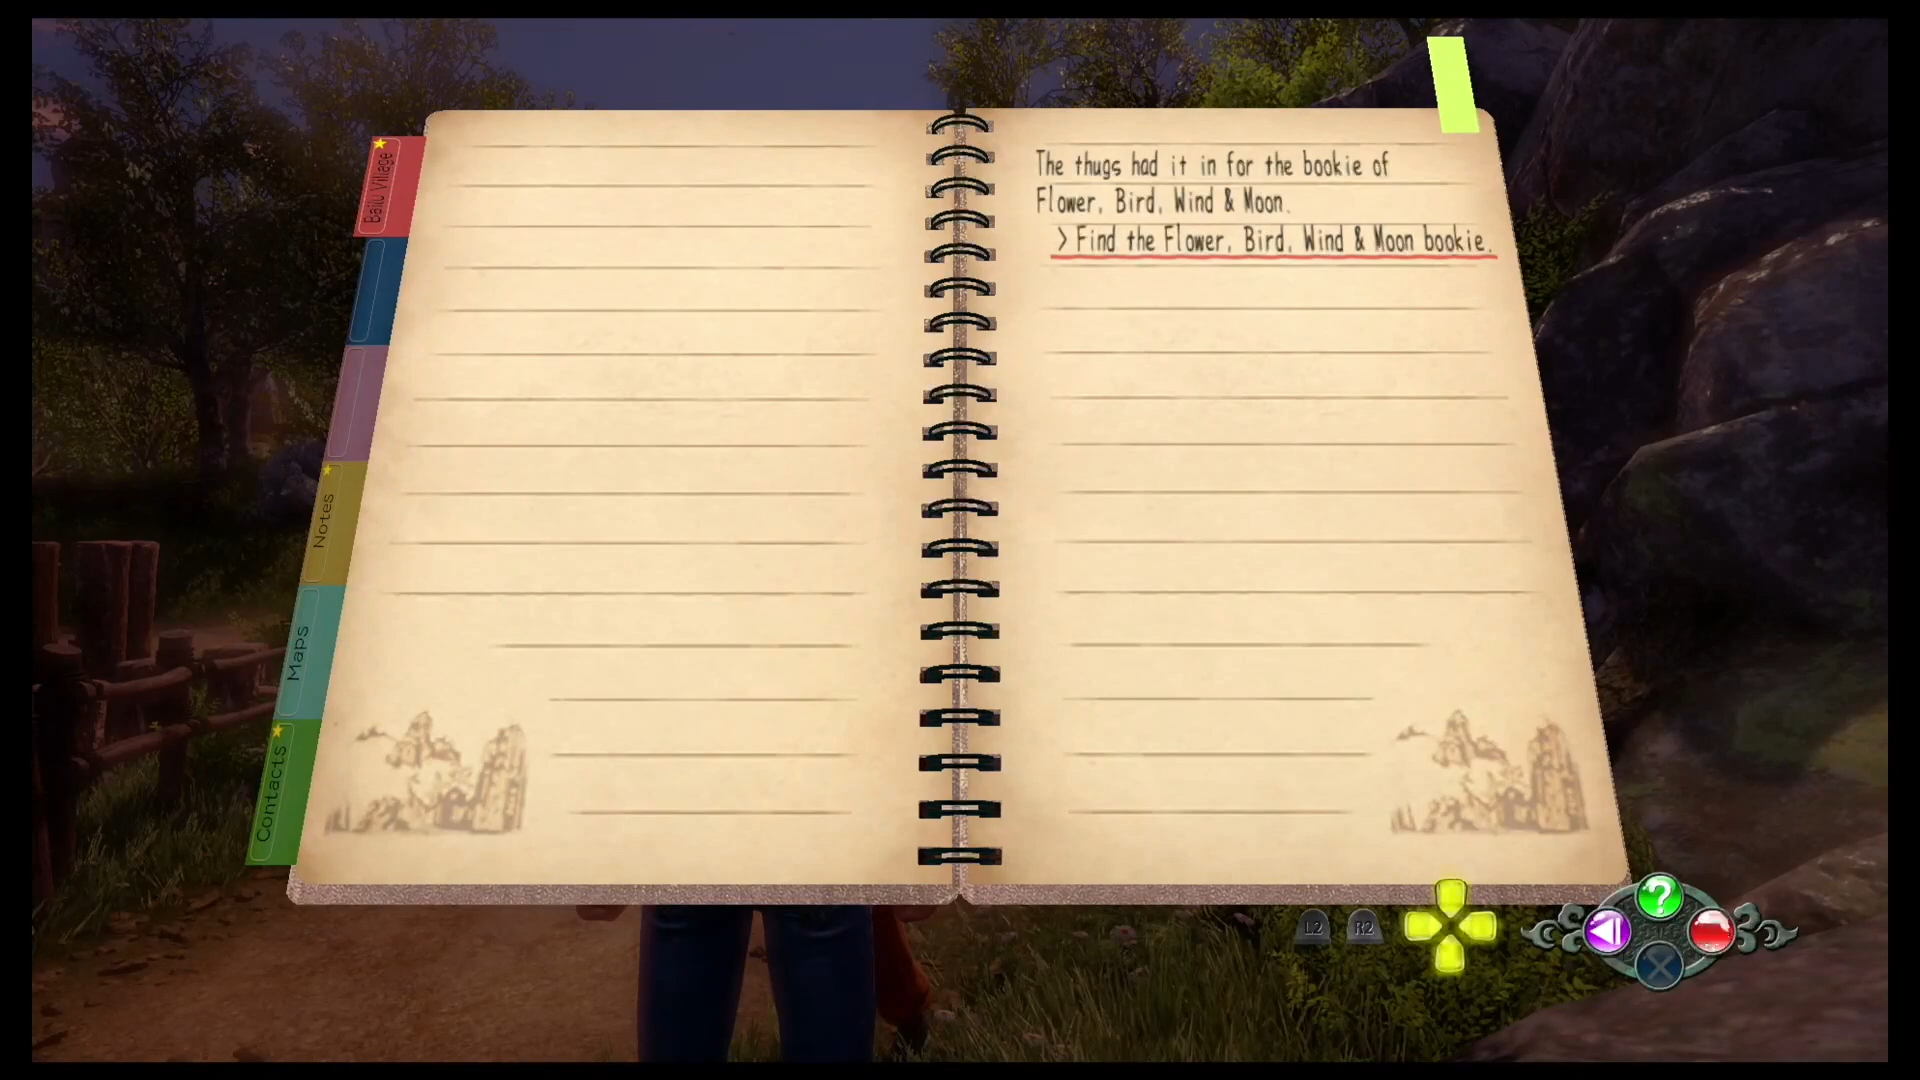 The thugs had it in for the bookie of
Flower, Bird, Wind & Moon.
> Find the Flower, Bird, Wind & Moon bookie.
Bailu Village
Notes
Maps
Contacts
L2
R2
?